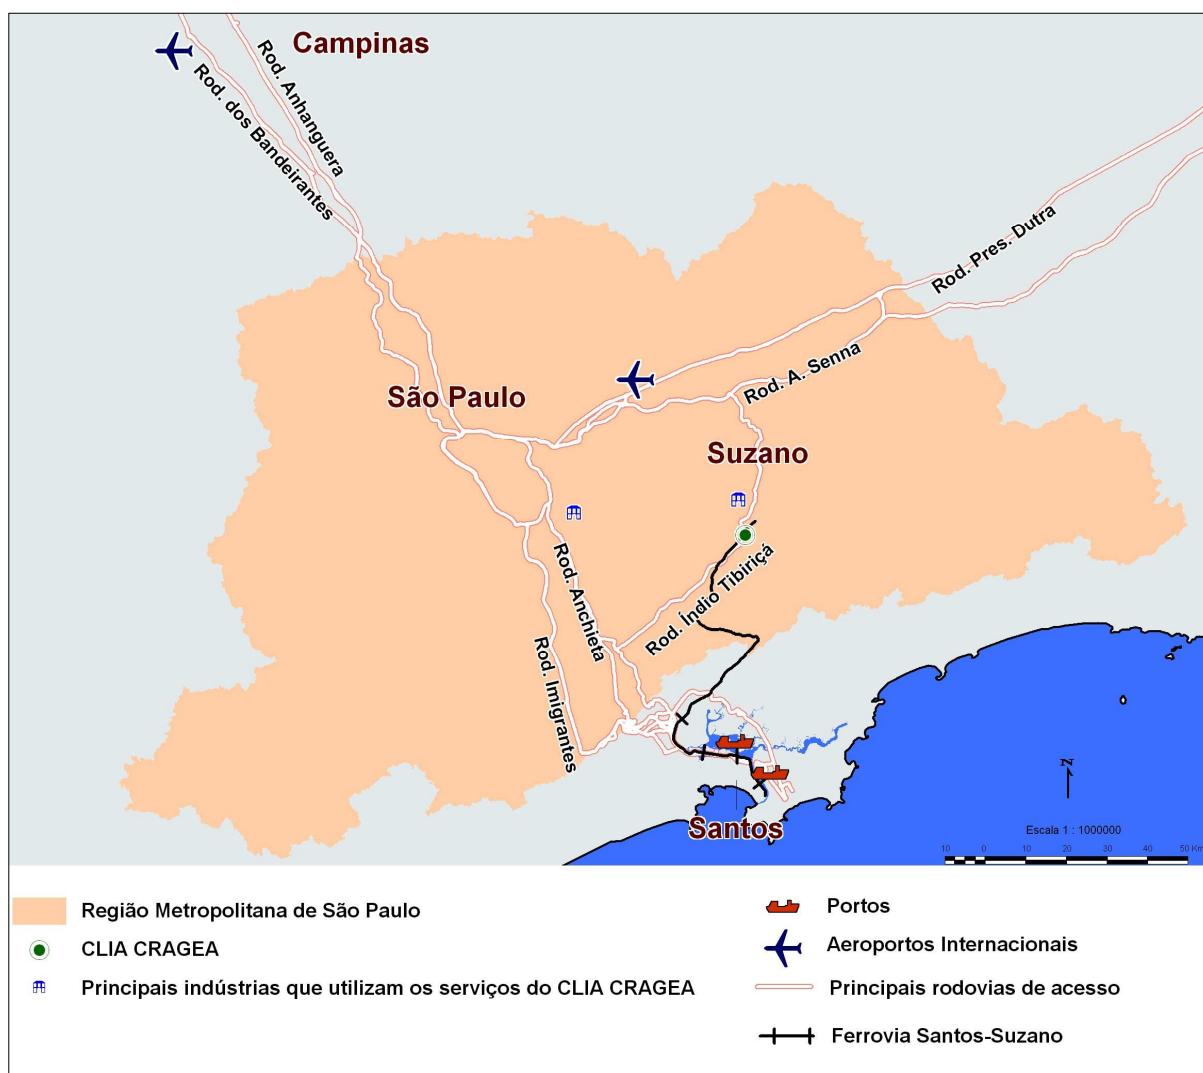 Campinas
Rod. Anhanguera
Rod. dos Bandeirantes
Rod. Pres. Dutra
Rod. A. Senna
São Paulo
Suzano
Rod. Anchieta
Rod. Índio Tibiriçá
Rod. Imigrantes
Santos
N
Escala 1 : 1000000
10 0 10 20 30 40 50 Km
Região Metropolitana de São Paulo
CLIA CRAGEA
Principais indústrias que utilizam os serviços do CLIA CRAGEA
Portos
Aeroportos Internacionais
Principais rodovias de acesso
Ferrovia Santos-Suzano